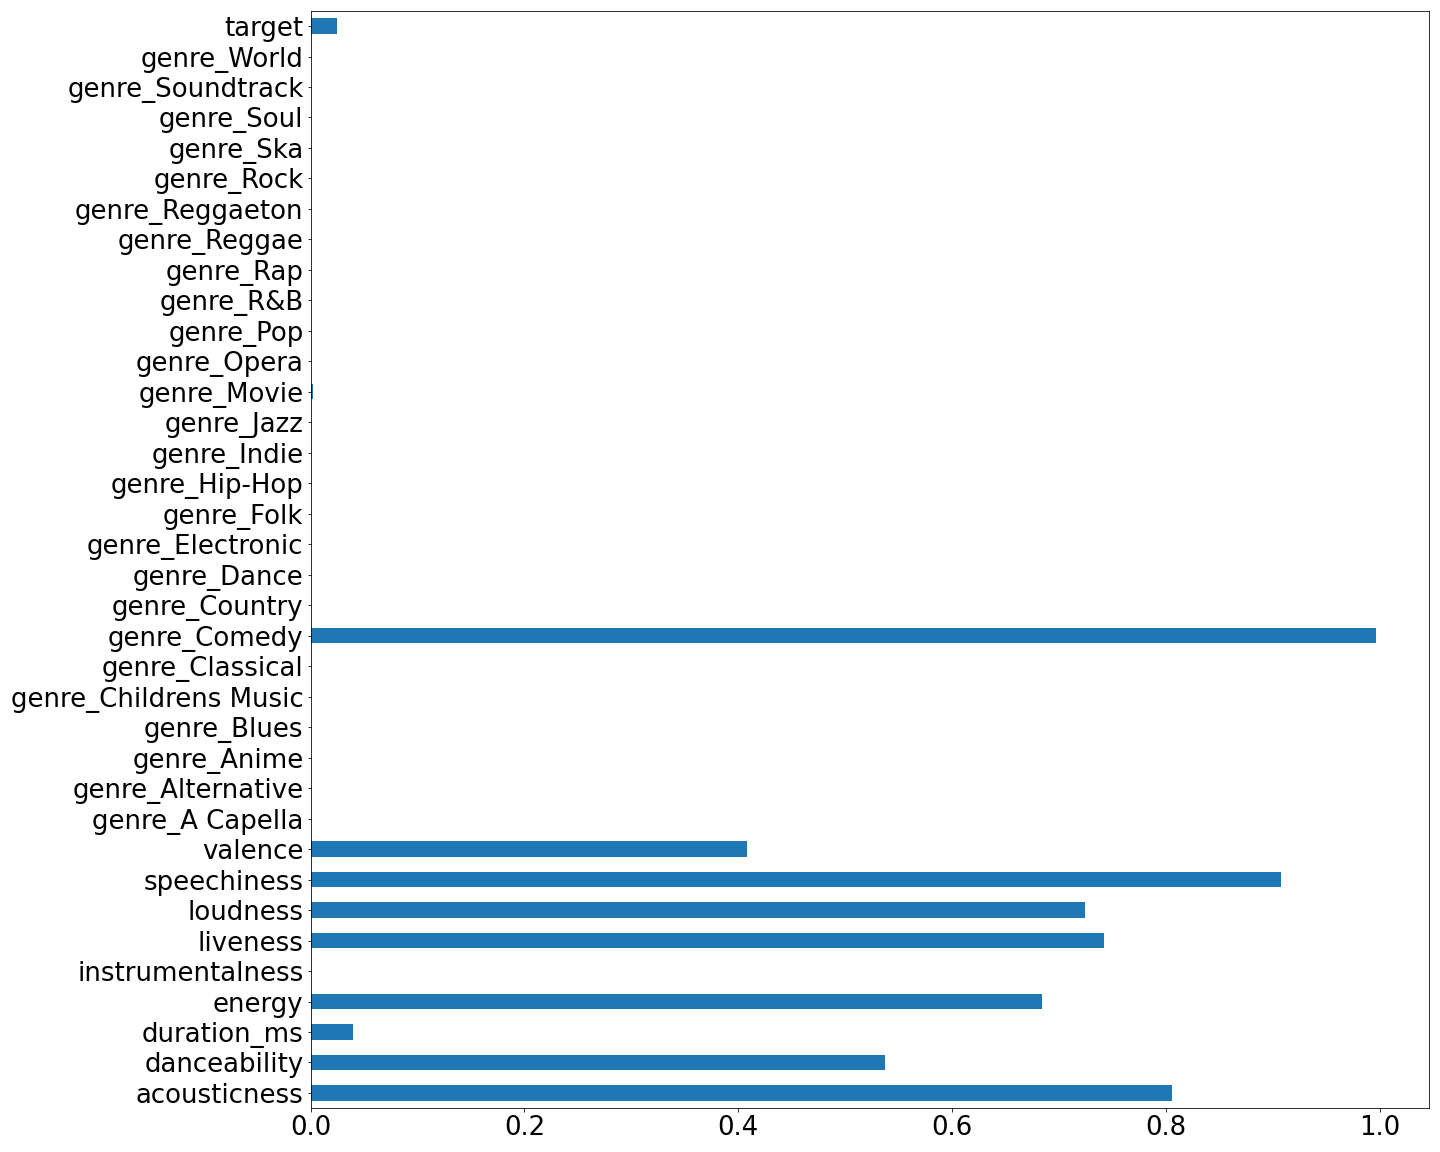 target
genre_World
genre_Soundtrack
genre_Soul
genre_Ska
genre_Rock
genre_Reggaeton
genre_Reggae
genre_Rap
genre_R&B
genre_Pop
genre_Opera
genre_Movie
genre_Jazz
genre_Indie
genre_Hip-Hop
genre_Folk
genre_Electronic
genre_Dance
genre_Country
genre_Comedy
genre_Classical
genre_Childrens Music
genre_Blues
genre_Anime
genre_Alternative
genre_A Capella
valence
speechiness
loudness
liveness
instrumentalness
energy
duration_ms
danceability
acousticness
0.0 0.2 0.4 0.6 0.8 1.0